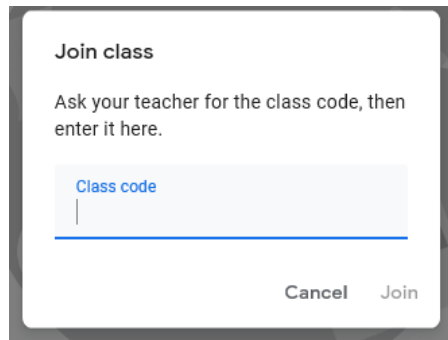 Join class
Ask your teacher for the class code, then
enter it here.
Class code
Cancel Join